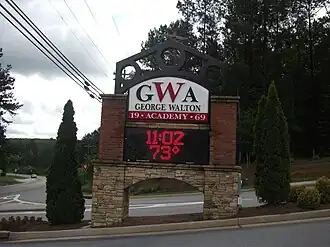 GWA
GEORGE WALTON
19 • ACADEMY • 69
11:02
73°